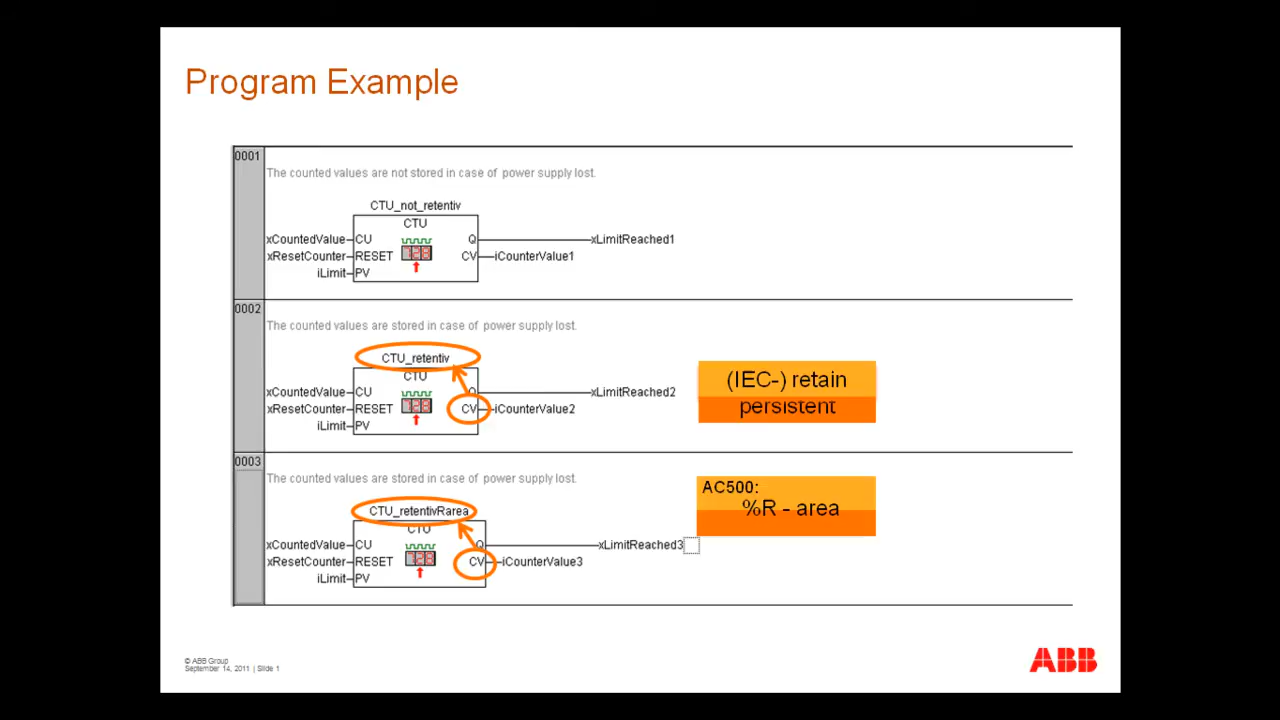 Program Example
0001
The counted values are not stored in case of power supply lost.
CTU_not_retentiv
CTU
xCountedValue CU Q xLimitReached1
xResetCounter RESET CV iCounterValue1
iLimit PV
0002
The counted values are stored in case of power supply lost.
CTU_retentiv
CTU
xCountedValue CU Q xLimitReached2
xResetCounter RESET CV iCounterValue2
iLimit PV
(IEC-) retain
persistent
0003
The counted values are stored in case of power supply lost.
CTU_retentivRarea
CTU
xCountedValue CU Q xLimitReached3
xResetCounter RESET CV iCounterValue3
iLimit PV
AC500:
%R - area
© ABB Group
September 14, 2011 | Slide 1
ABB